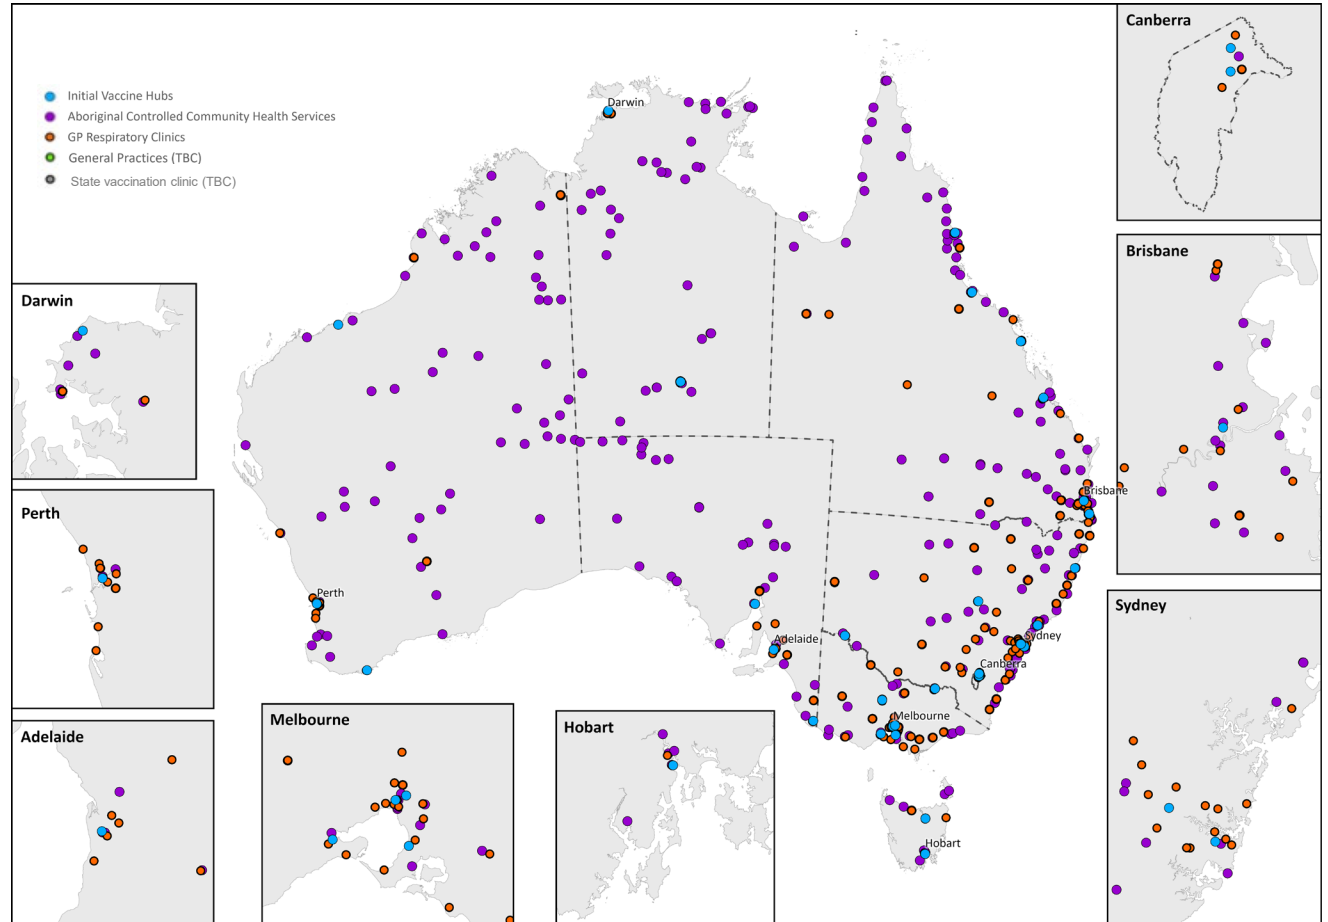 Canberra
Darwin
Initial Vaccine Hubs
Aboriginal Controlled Community Health Services
GP Respiratory Clinics
General Practices (TBC)
State vaccination clinic (TBC)
Brisbane
Darwin
Brisbane
Perth
Perth
Sydney
Adelaide
Sydney
Canberra
Melbourne
Melbourne
Hobart
Adelaide
Hobart